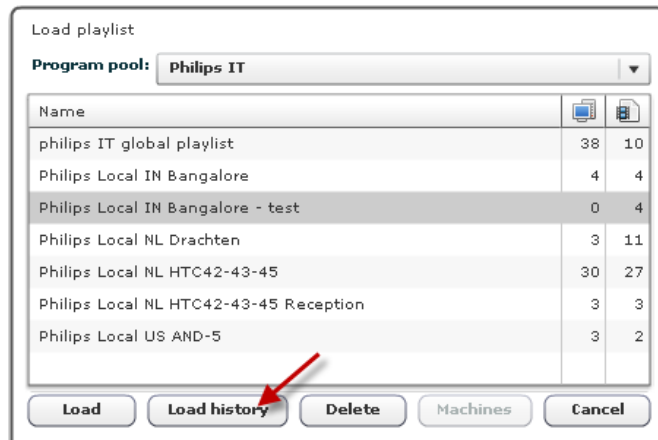 Load playlist
Program pool: Philips IT
Name
philips IT global playlist 38 10
Philips Local IN Bangalore 4 4
Philips Local IN Bangalore - test 0 4
Philips Local NL Drachten 3 11
Philips Local NL HTC42-43-45 30 27
Philips Local NL HTC42-43-45 Reception 3 3
Philips Local US AND-5 3 2
Load Load history Delete Machines Cancel